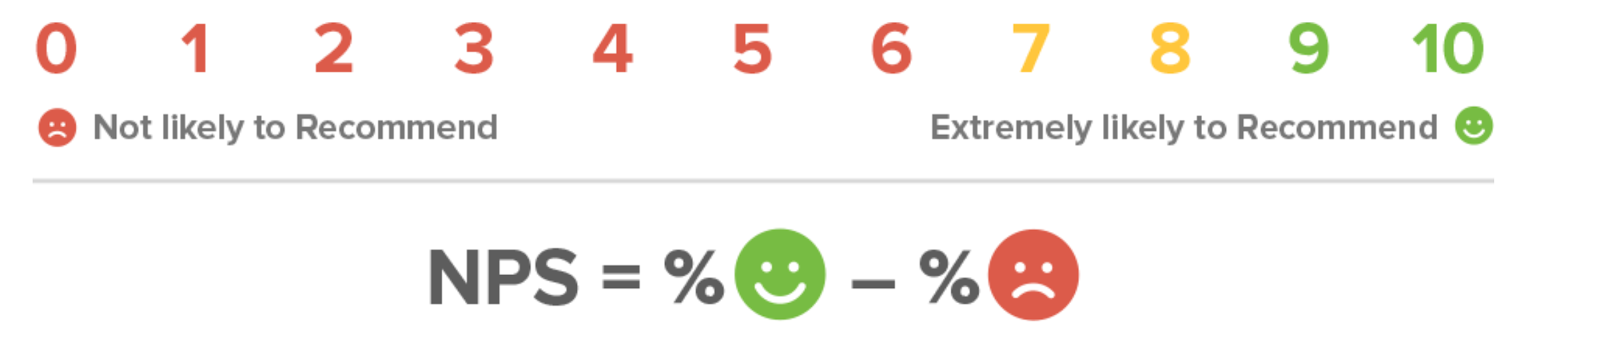 0 1 2 3 4 5 6 7 8 9 10
Not likely to Recommend Extremely likely to Recommend
NPS = % – %